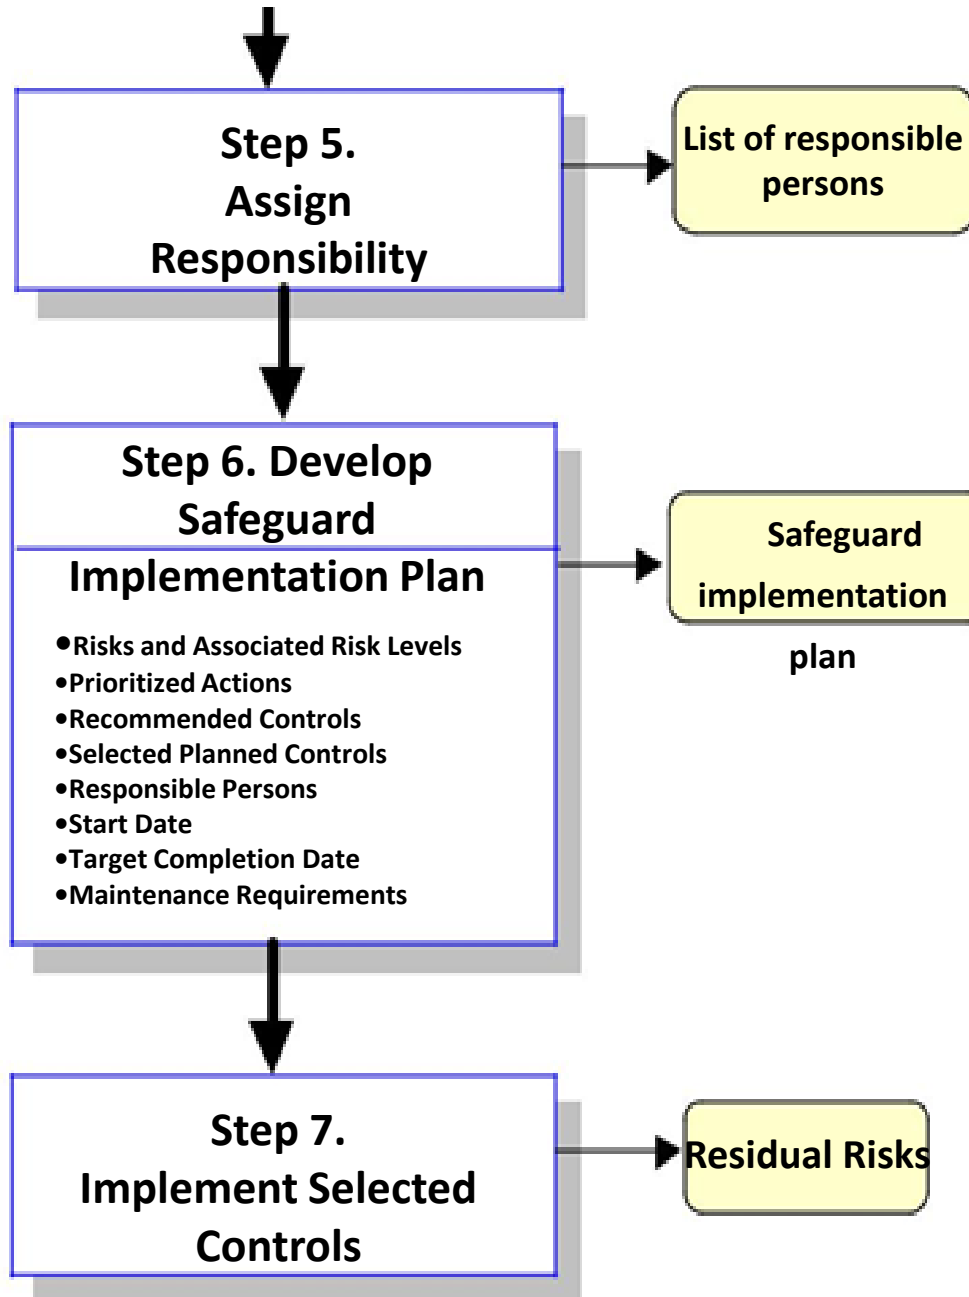 Step 5.
Assign
Responsibility
List of responsible
persons
Step 6. Develop
Safeguard
Implementation Plan
•Risks and Associated Risk Levels
•Prioritized Actions
•Recommended Controls
•Selected Planned Controls
•Responsible Persons
•Start Date
•Target Completion Date
•Maintenance Requirements
Safeguard
implementation
plan
Step 7.
Implement Selected
Controls
Residual Risks